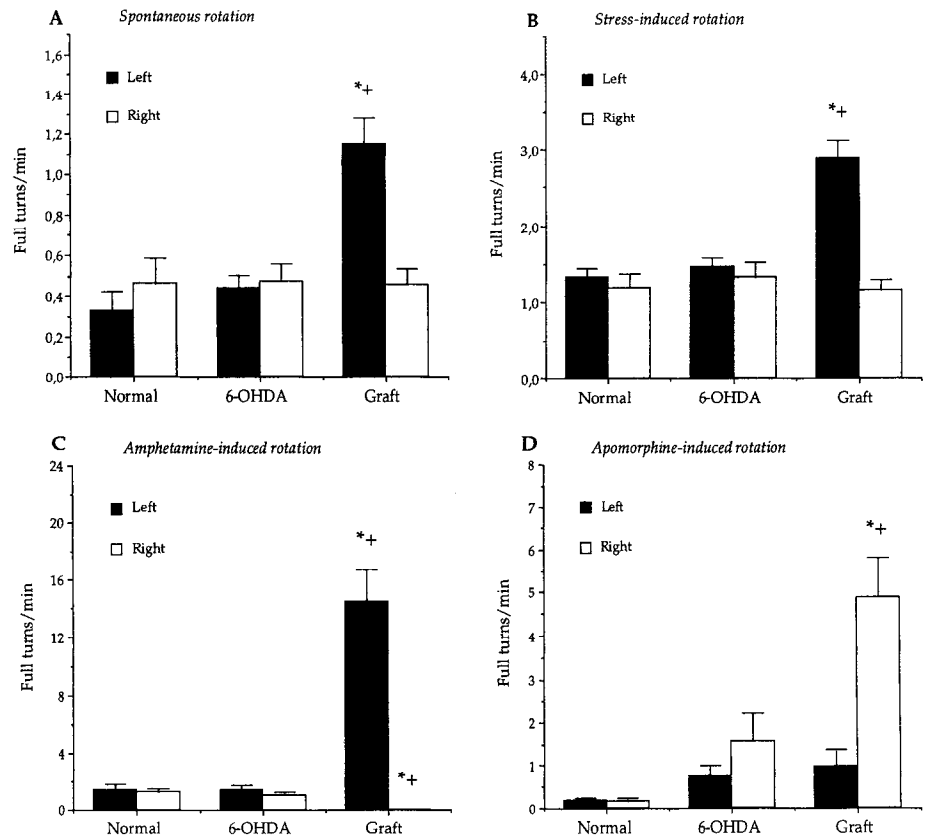 A Spontaneous rotation
Full turns/min
1,6
1,4
1,2
1,0
0,8
0,6
0,4
0,2
0,0
Left
Right
*+
Normal 6-OHDA Graft
B Stress-induced rotation
Full turns/min
4,0
3,0
2,0
1,0
0,0
Left
Right
*+
Normal 6-OHDA Graft
C Amphetamine-induced rotation
Full turns/min
24
20
16
12
8
4
0
Left
Right
*+
*+
Normal 6-OHDA Graft
D Apomorphine-induced rotation
Full turns/min
8
7
6
5
4
3
2
1
0
Left
Right
*+
Normal 6-OHDA Graft